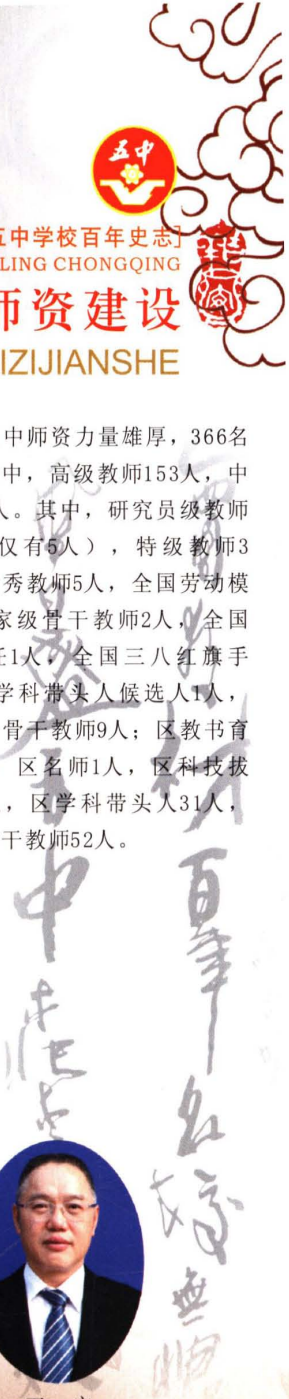 五中
五中学校百年史志]
LING CHONGQING
师资建设
IZIJIANSHE
中师资力量雄厚，366名
中，高级教师153人，中
人。其中，研究员级教师
仅有5人），特级教师3
秀教师5人，全国劳动模
家级骨干教师2人，全国
任1人，全国三八红旗手
学科带头人候选人1人，
骨干教师9人；区教书育
区名师1人，区科技拔
，区学科带头人31人，
干教师52人。